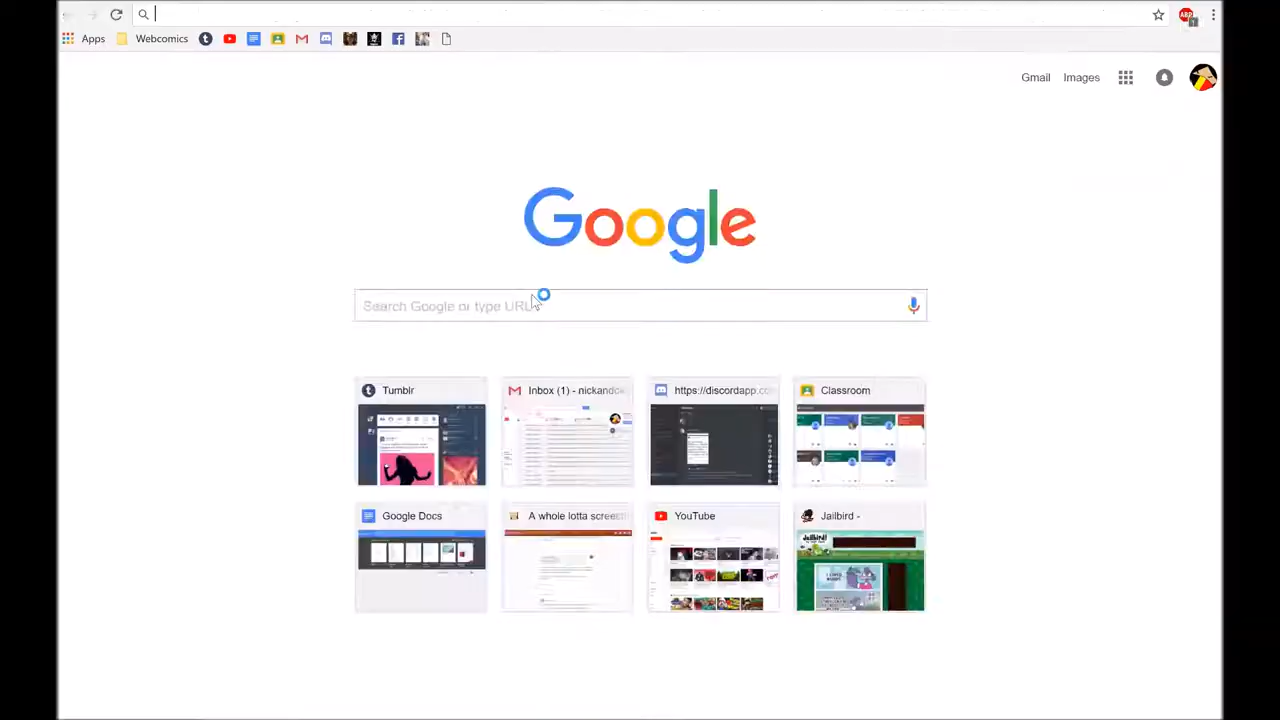 Apps Webcomics
Gmail Images
Google
Search Google or type URL
Tumblr
Inbox (1) - nickando
https://discordapp.co
Classroom
Google Docs
A whole lotta screech
YouTube
Jailbird -